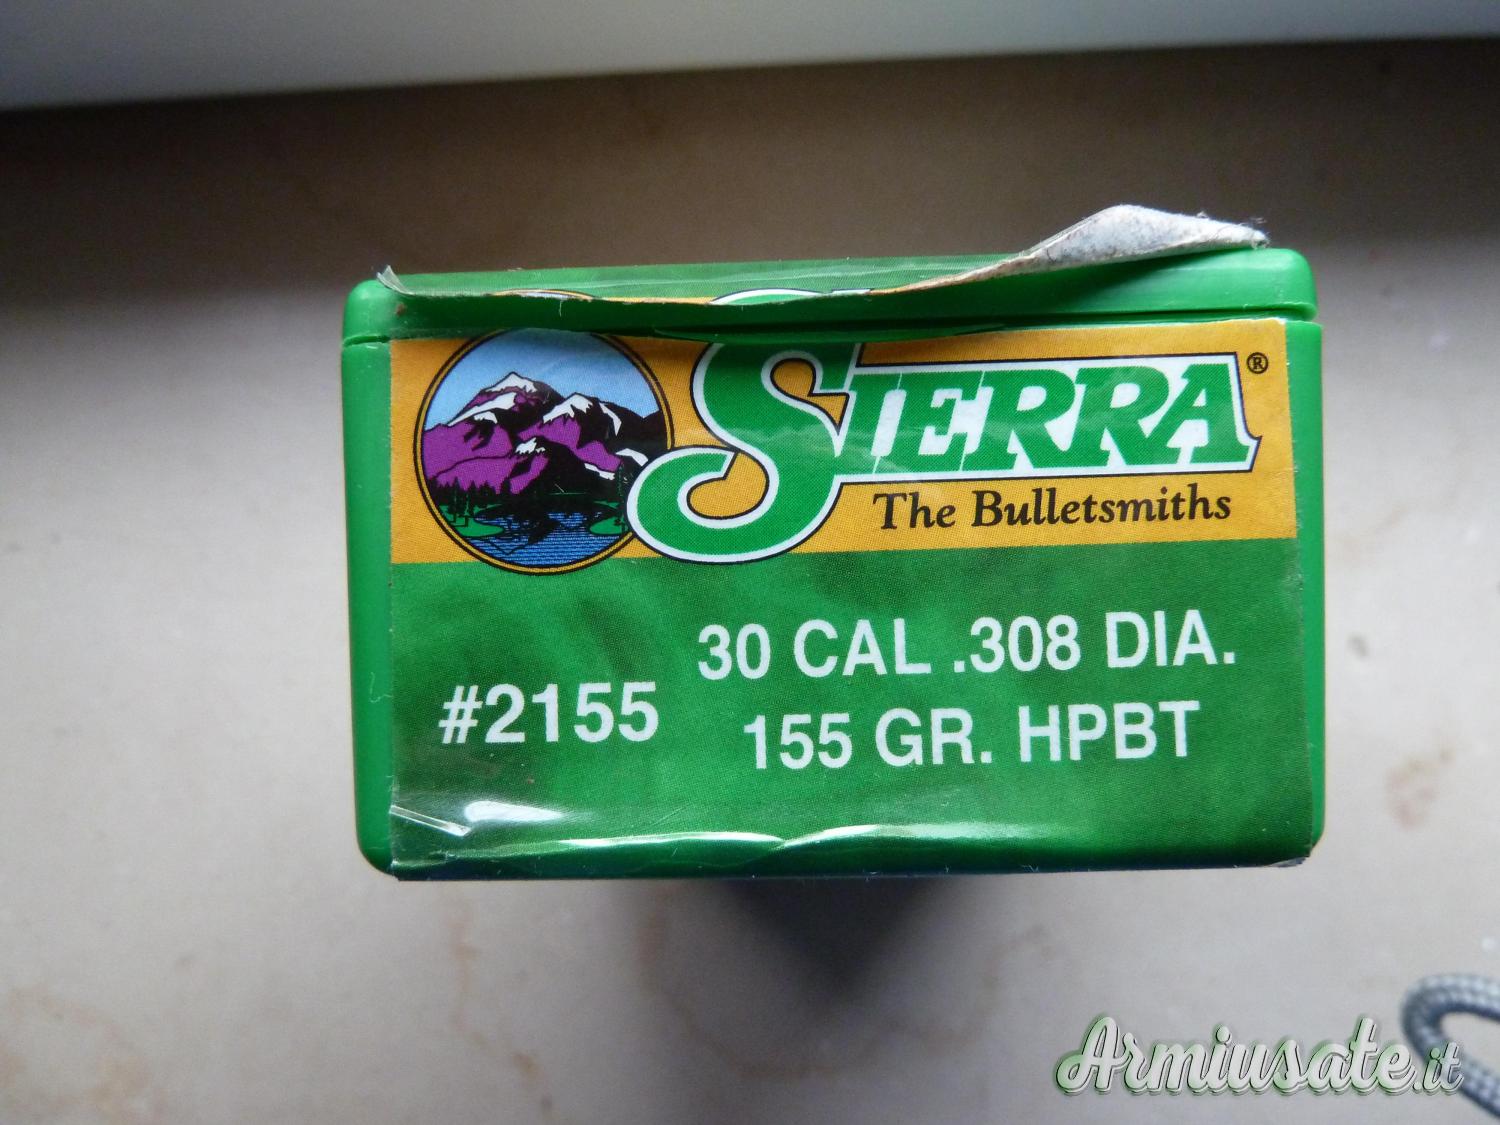 SIERRA®
The Bulletsmiths
30 CAL .308 DIA.
#2155
155 GR. HPBT
Armiusate.it